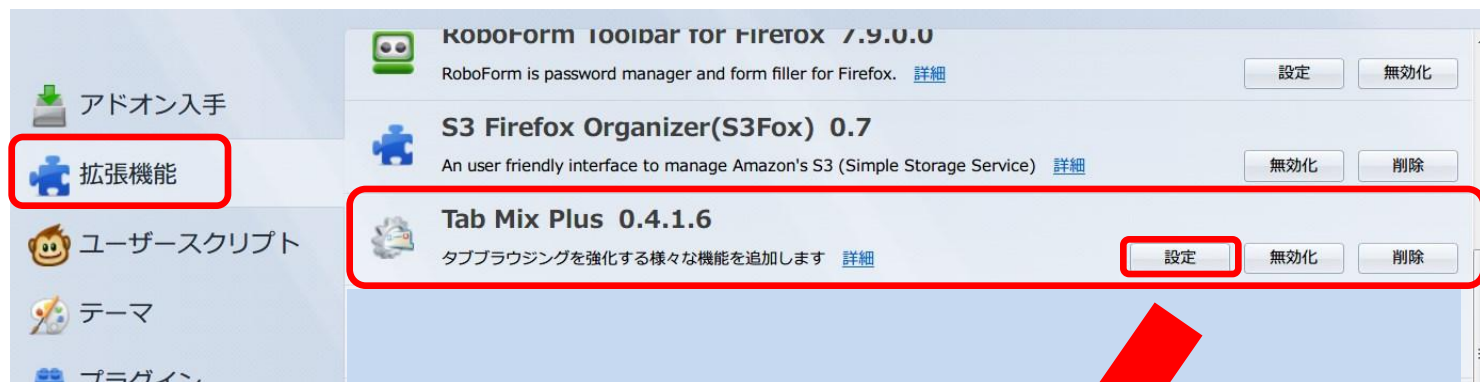 RoboForm Toolbar for Firefox 7.9.0.0
RoboForm is password manager and form filler for Firefox. 詳細
設定 無効化
アドオン入手
S3 Firefox Organizer(S3Fox) 0.7
An user friendly interface to manage Amazon's S3 (Simple Storage Service) 詳細
無効化 削除
拡張機能
Tab Mix Plus 0.4.1.6
タブブラウジングを強化する様々な機能を追加します 詳細
設定 無効化 削除
ユーザースクリプト
テーマ
プラグイン